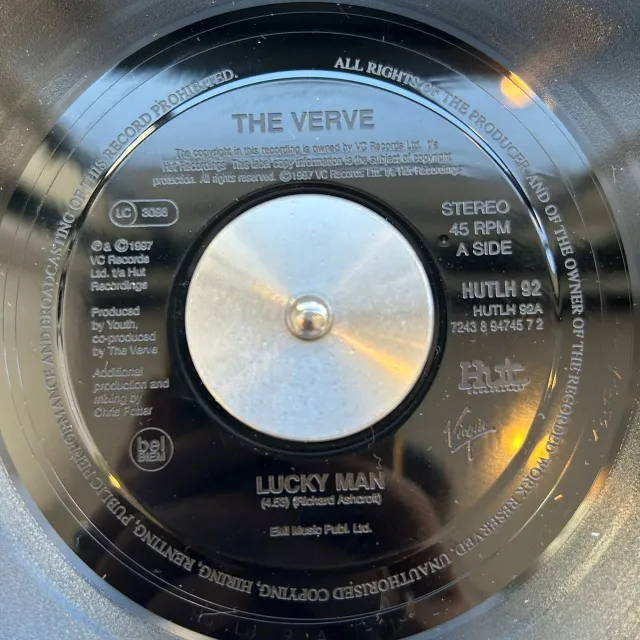 ALL RIGHTS OF THE PRODUCER AND OF THE OWNER OF THE RECORDED WORK RESERVED. UNAUTHORISED COPYING, HIRING, RENTING, PUBLIC PERFORMANCE AND BROADCASTING OF THIS RECORD PROHIBITED.
THE VERVE
The copyright in this recording is owned by VC Records Ltd. t/a
Hut Recordings. This label copy information is the subject of copyright
protection. All rights reserved. ©1997 VC Records Ltd. t/a Hut Recordings
LC 3098
STEREO
45 RPM
A SIDE
℗ & ©1997
VC Records
Ltd. t/a Hut
Recordings
HUTLH 92
HUTLH 92A
7243 8 94745 7 2
Produced
by Youth,
co-produced
by The Verve
Additional
production and
mixing by
Chris Potter
Hut
RECORDINGS
Virgin
bel
BIEM
LUCKY MAN
(4.53) (Richard Ashcroft)
EMI Music Publ. Ltd.